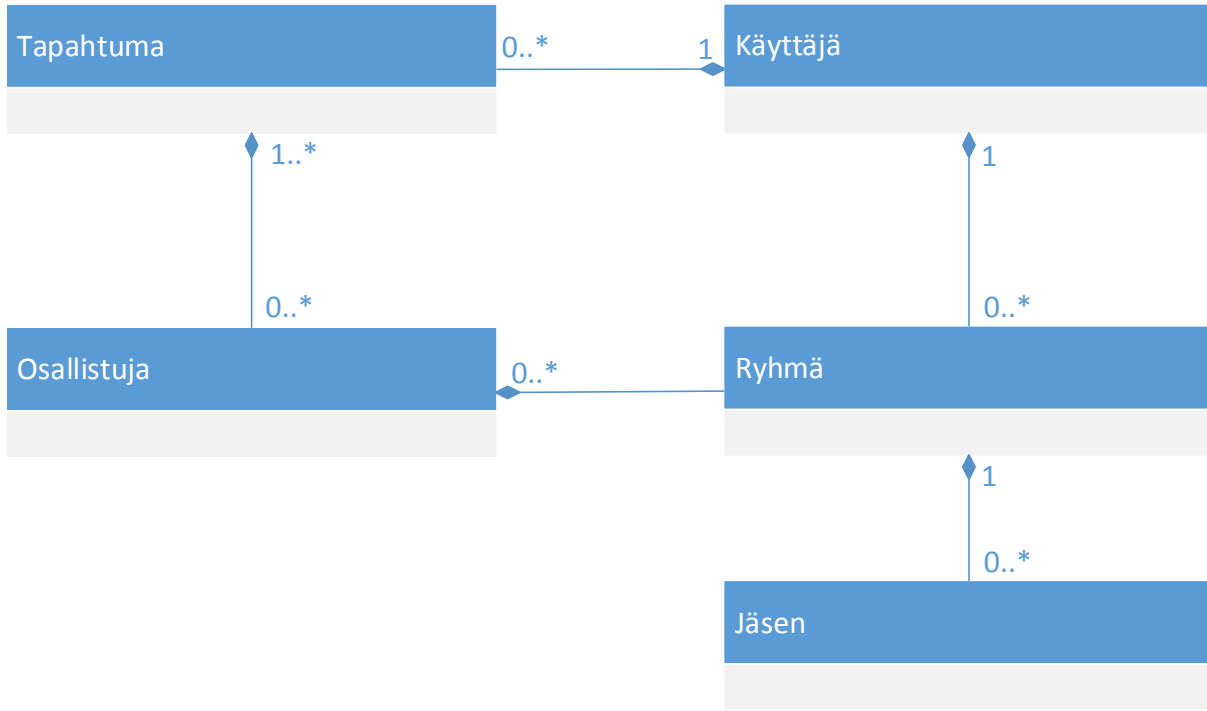 Tapahtuma
0..*
1
Käyttäjä
1..*
1
0..*
0..*
Osallistuja
0..*
Ryhmä
1
0..*
Jäsen